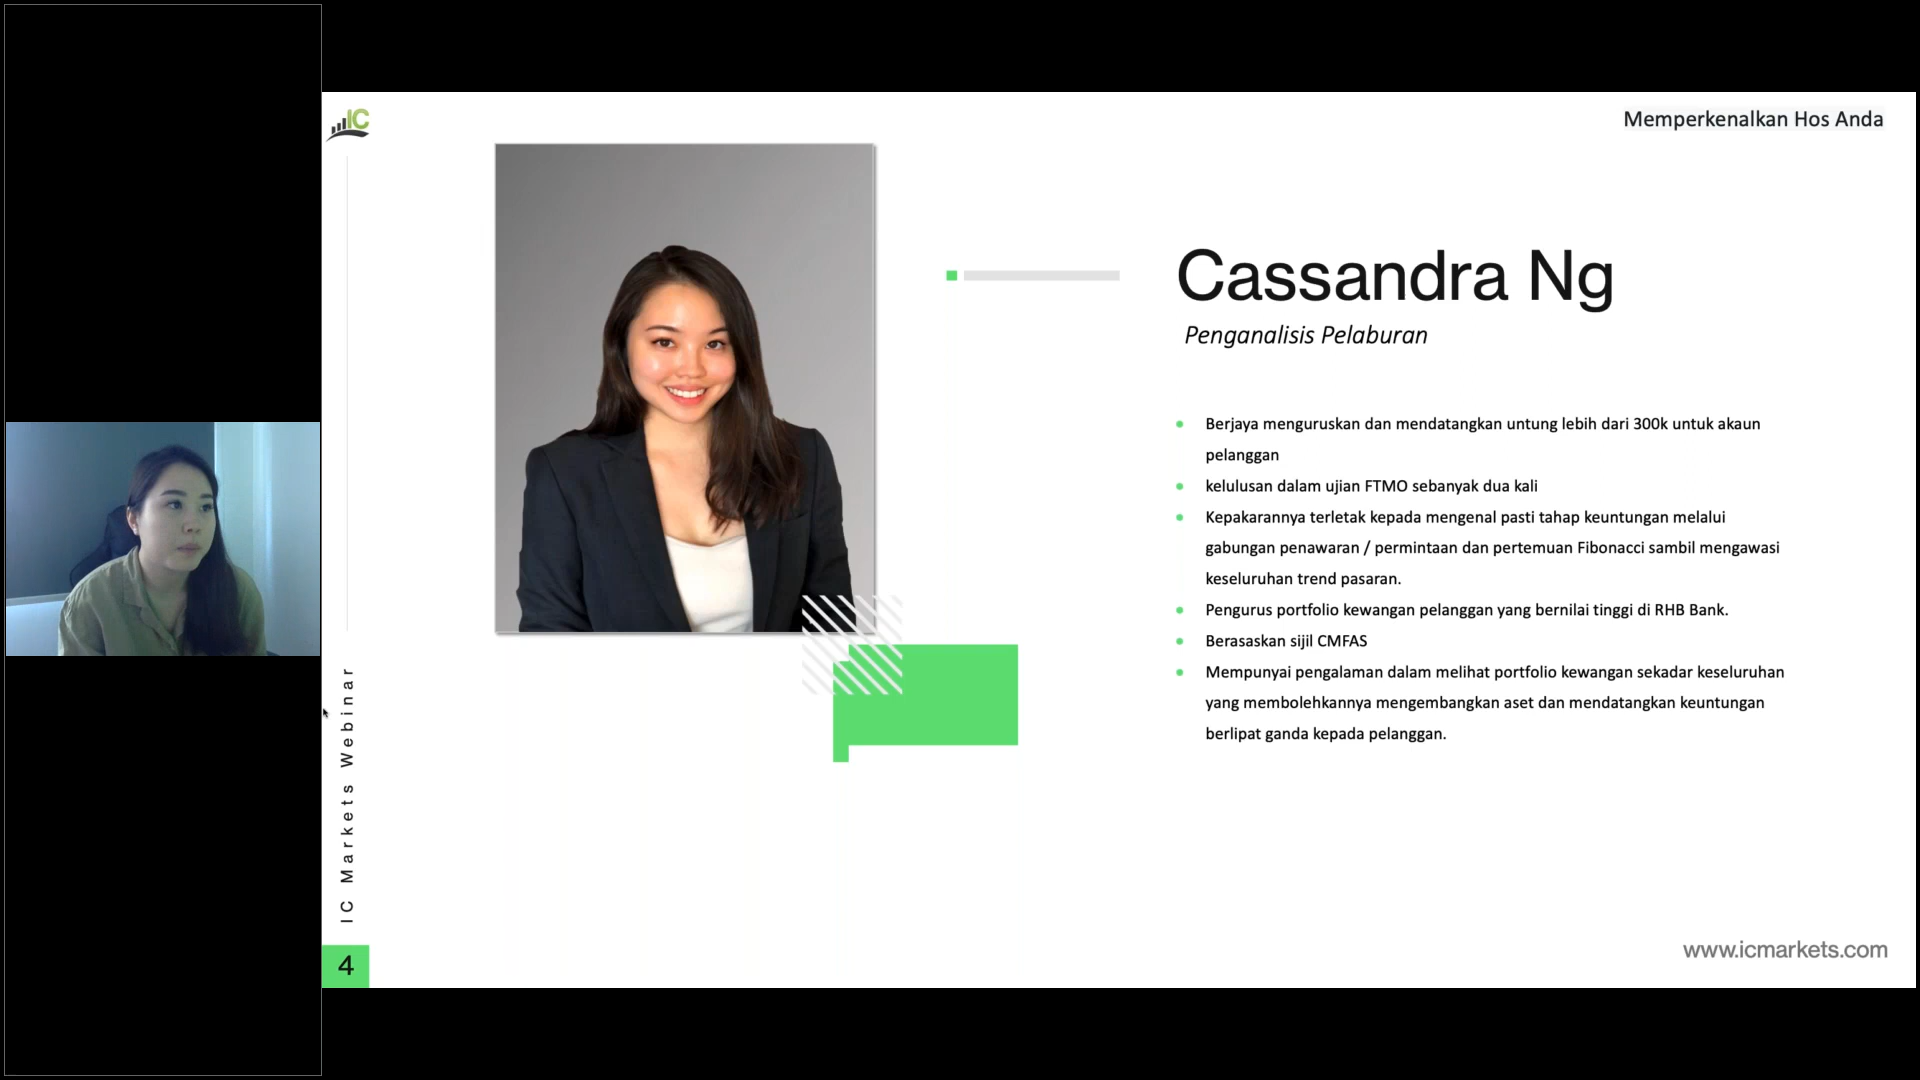 IC
Memperkenalkan Hos Anda
Cassandra Ng
Penganalisis Pelaburan
Berjaya menguruskan dan mendatangkan untung lebih dari 300k untuk akaun
pelanggan
kelulusan dalam ujian FTMO sebanyak dua kali
Kepakarannya terletak kepada mengenal pasti tahap keuntungan melalui
gabungan penawaran / permintaan dan pertemuan Fibonacci sambil mengawasi
keseluruhan trend pasaran.
Pengurus portfolio kewangan pelanggan yang bernilai tinggi di RHB Bank.
Berasaskan sijil CMFAS
Mempunyai pengalaman dalam melihat portfolio kewangan sekadar keseluruhan
yang membolehkannya mengembangkan aset dan mendatangkan keuntungan
berlipat ganda kepada pelanggan.
IC Markets Webinar
4
www.icmarkets.com